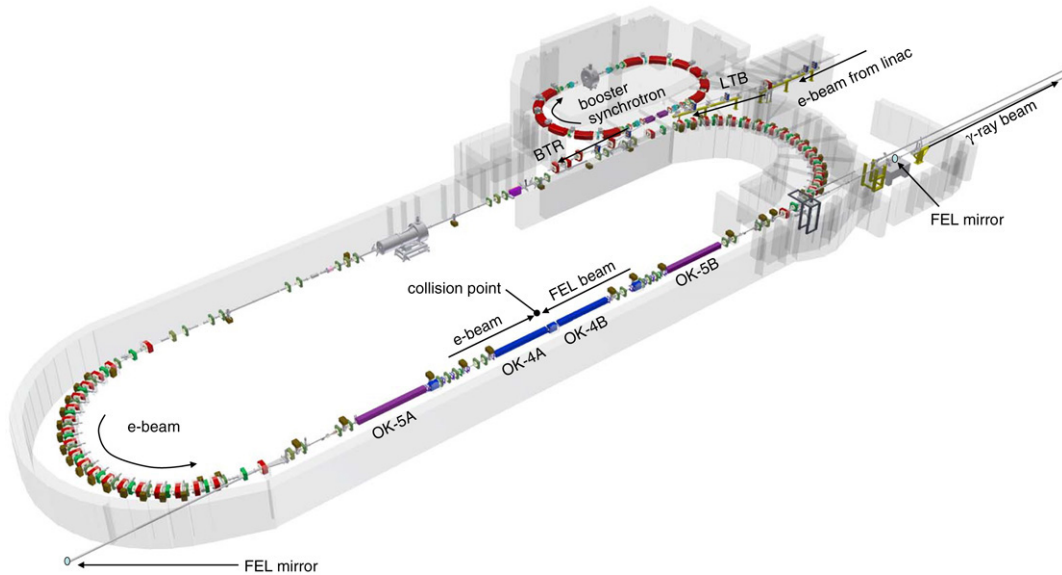 LTB
e-beam from linac
booster
synchrotron
BTR
γ-ray beam
FEL mirror
OK-5B
FEL beam
collision point
e-beam
OK-4B
OK-4A
OK-5A
e-beam
FEL mirror